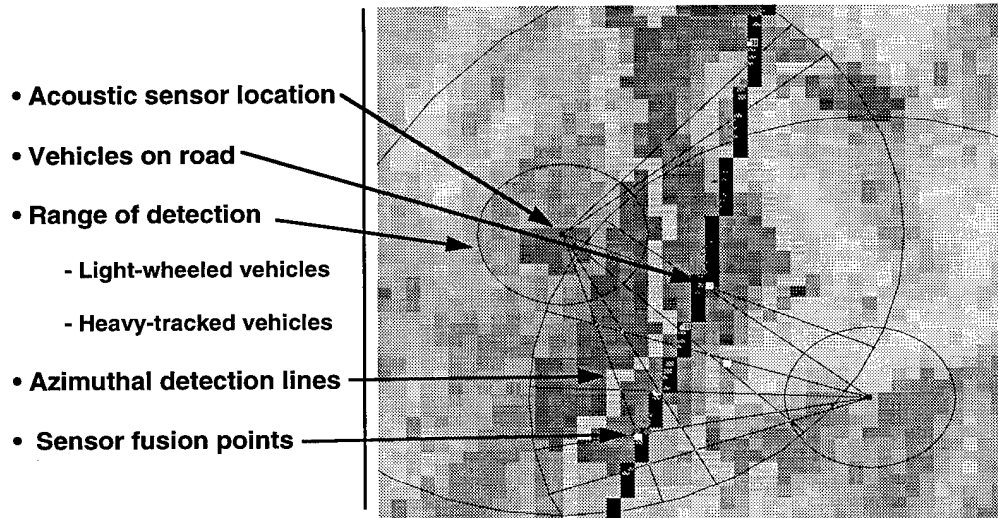 • Acoustic sensor location
• Vehicles on road
• Range of detection
- Light-wheeled vehicles
- Heavy-tracked vehicles
• Azimuthal detection lines
• Sensor fusion points